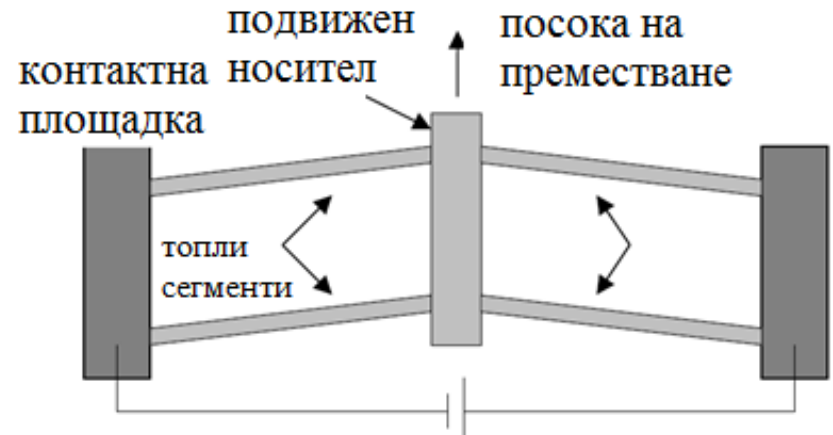 подвижен
носител
посока на
преместване
контактна
площадка
топли
сегменти